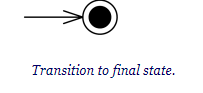 Transition to final state.